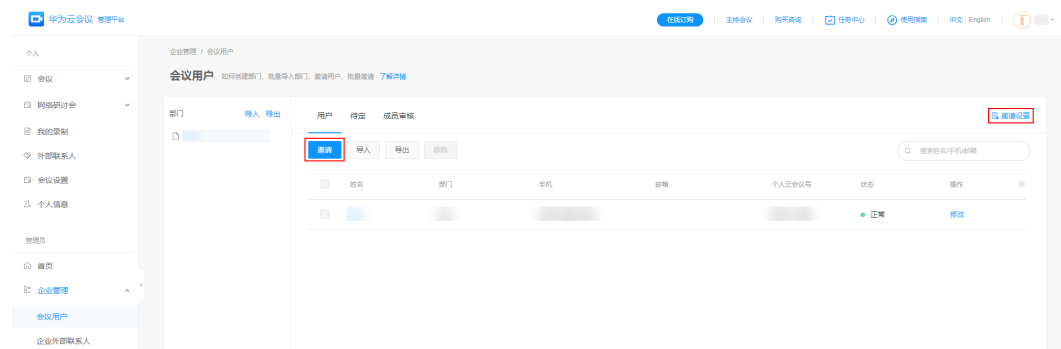 华为云会议 管理平台
在线订购 主持会议 购买咨询 任务中心 使用指南 中文 | English
个人
会议
网络研讨会
我的录制
外部联系人
会议设置
个人信息
管理员
首页
企业管理
会议用户
企业外部联系人
企业管理 / 会议用户
会议用户 如何创建部门、批量导入部门、邀请用户、批量邀请 了解详情
部门 导入 导出
用户 待定 成员审核 邀请设置
邀请 导入 导出 移除 搜索姓名/手机/邮箱
姓名 部门 手机 邮箱 个人云会议号 状态 操作
正常 修改